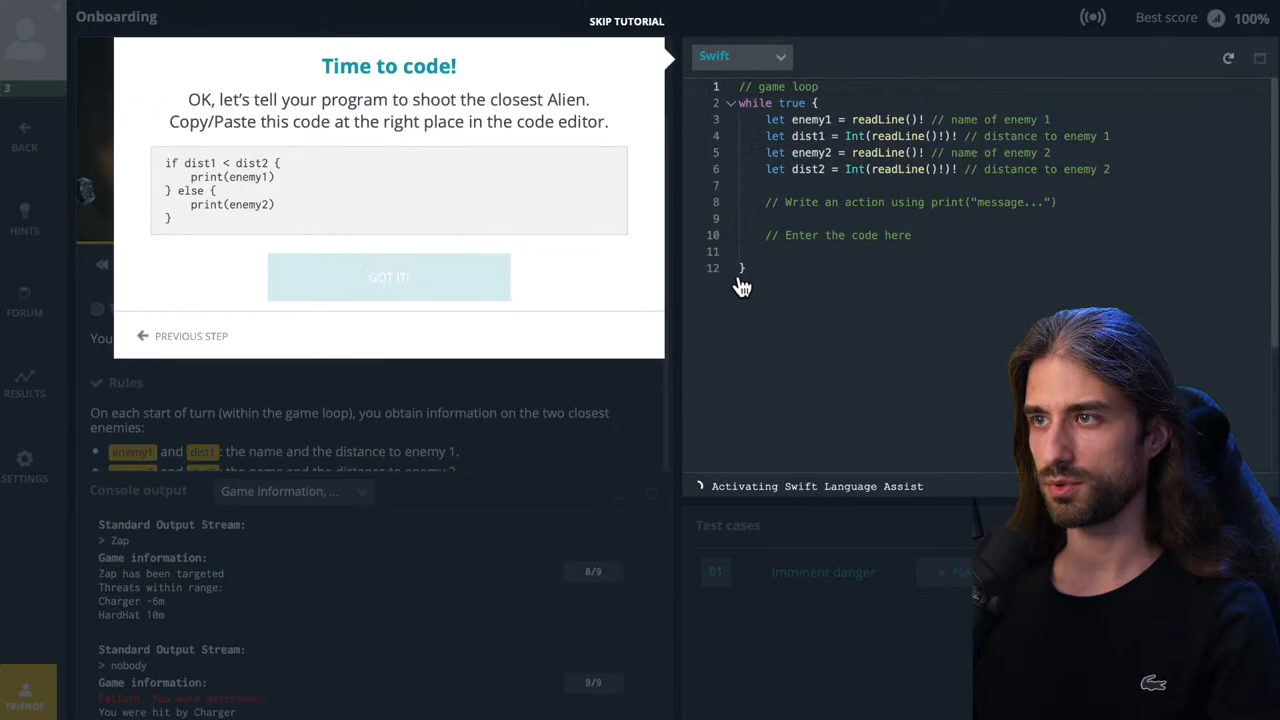 Onboarding
SKIP TUTORIAL
Best score 100%
3
BACK
HINTS
FORUM
RESULTS
SETTINGS
FRIENDS
Time to code!
OK, let's tell your program to shoot the closest Alien.
Copy/Paste this code at the right place in the code editor.
if dist1 < dist2 {
print(enemy1)
} else {
print(enemy2)
}
GOT IT!
PREVIOUS STEP
You
Rules
On each start of turn (within the game loop), you obtain information on the two closest
enemies:
enemy1 and dist1: the name and the distance to enemy 1.
Console output Game information, ...
Standard Output Stream:
> Zap
Game information:
Zap has been targeted
Threats within range:
Charger -6m
HardHat 10m
8/9
Standard Output Stream:
> nobody
Game information:
Failure: You were destroyed
You were hit by Charger
9/9
Swift
1 // game loop
2 while true {
3 let enemy1 = readLine()! // name of enemy 1
4 let dist1 = Int(readLine()!)! // distance to enemy 1
5 let enemy2 = readLine()! // name of enemy 2
6 let dist2 = Int(readLine()!)! // distance to enemy 2
7
8 // Write an action using print("message...")
9
10 // Enter the code here
11
12 }
Activating Swift Language Assist
Test cases
01 Imminent danger